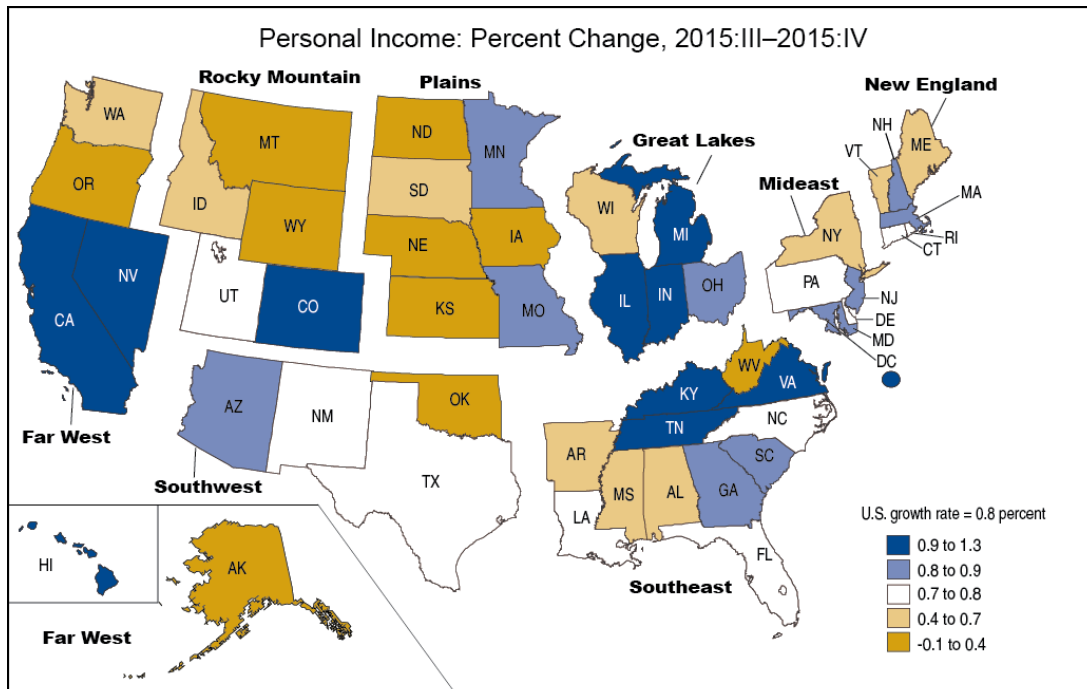 Personal Income: Percent Change, 2015:III–2015:IV
Rocky Mountain
Plains
New England
Great Lakes
Mideast
WA
MT
ND
MN
NH
ME
VT
OR
ID
SD
WI
MA
WY
MI
NY
RI
CT
NE
IA
PA
NV
UT
CO
IL
IN
OH
NJ
CA
KS
MO
DE
MD
DC
WV
VA
KY
AZ
NM
OK
NC
TN
Far West
AR
SC
TX
MS
AL
GA
Southwest
LA
U.S. growth rate = 0.8 percent
0.9 to 1.3
FL
HI
AK
0.8 to 0.9
Southeast
0.7 to 0.8
0.4 to 0.7
Far West
-0.1 to 0.4